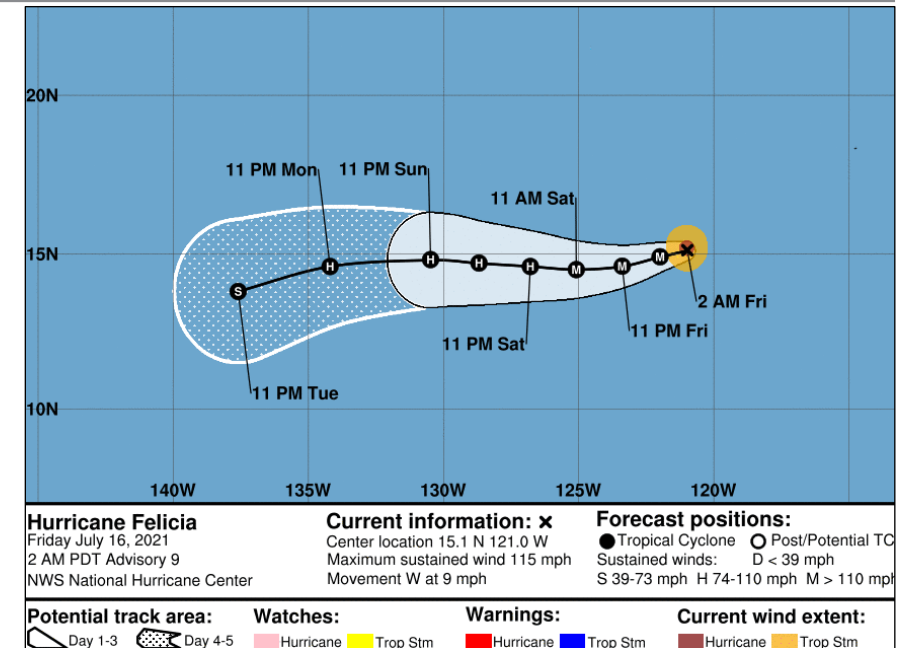 20N
11 PM Mon
11 PM Sun
11 AM Sat
H
H
H
H
M
M
M
S
15N
2 AM Fri
11 PM Fri
11 PM Sat
11 PM Tue
10N
140W
135W
130W
125W
120W
Hurricane Felicia
Friday July 16, 2021
2 AM PDT Advisory 9
NWS National Hurricane Center
Current information: ×
Center location 15.1 N 121.0 W
Maximum sustained wind 115 mph
Movement W at 9 mph
Forecast positions:
Tropical Cyclone
Post/Potential TC
Sustained winds: D < 39 mph
S 39-73 mph H 74-110 mph M > 110 mph
Potential track area:
Day 1-3
Day 4-5
Watches:
Hurricane
Trop Stm
Warnings:
Hurricane
Trop Stm
Current wind extent:
Hurricane
Trop Stm